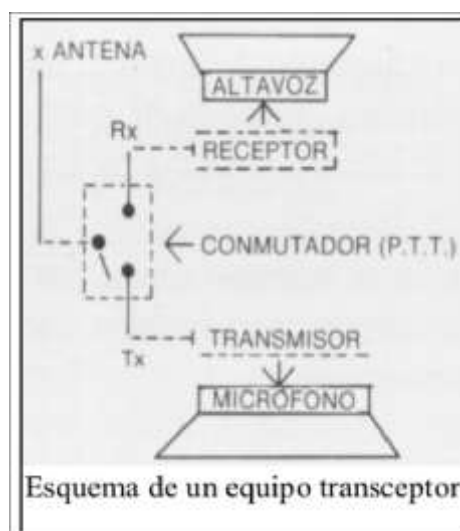 x ANTENA
ALTAVOZ
Rx
RECEPTOR
CONMUTADOR (P.T.T.)
TRANSMISOR
Tx
MICRÓFONO
Esquema de un equipo transceptor